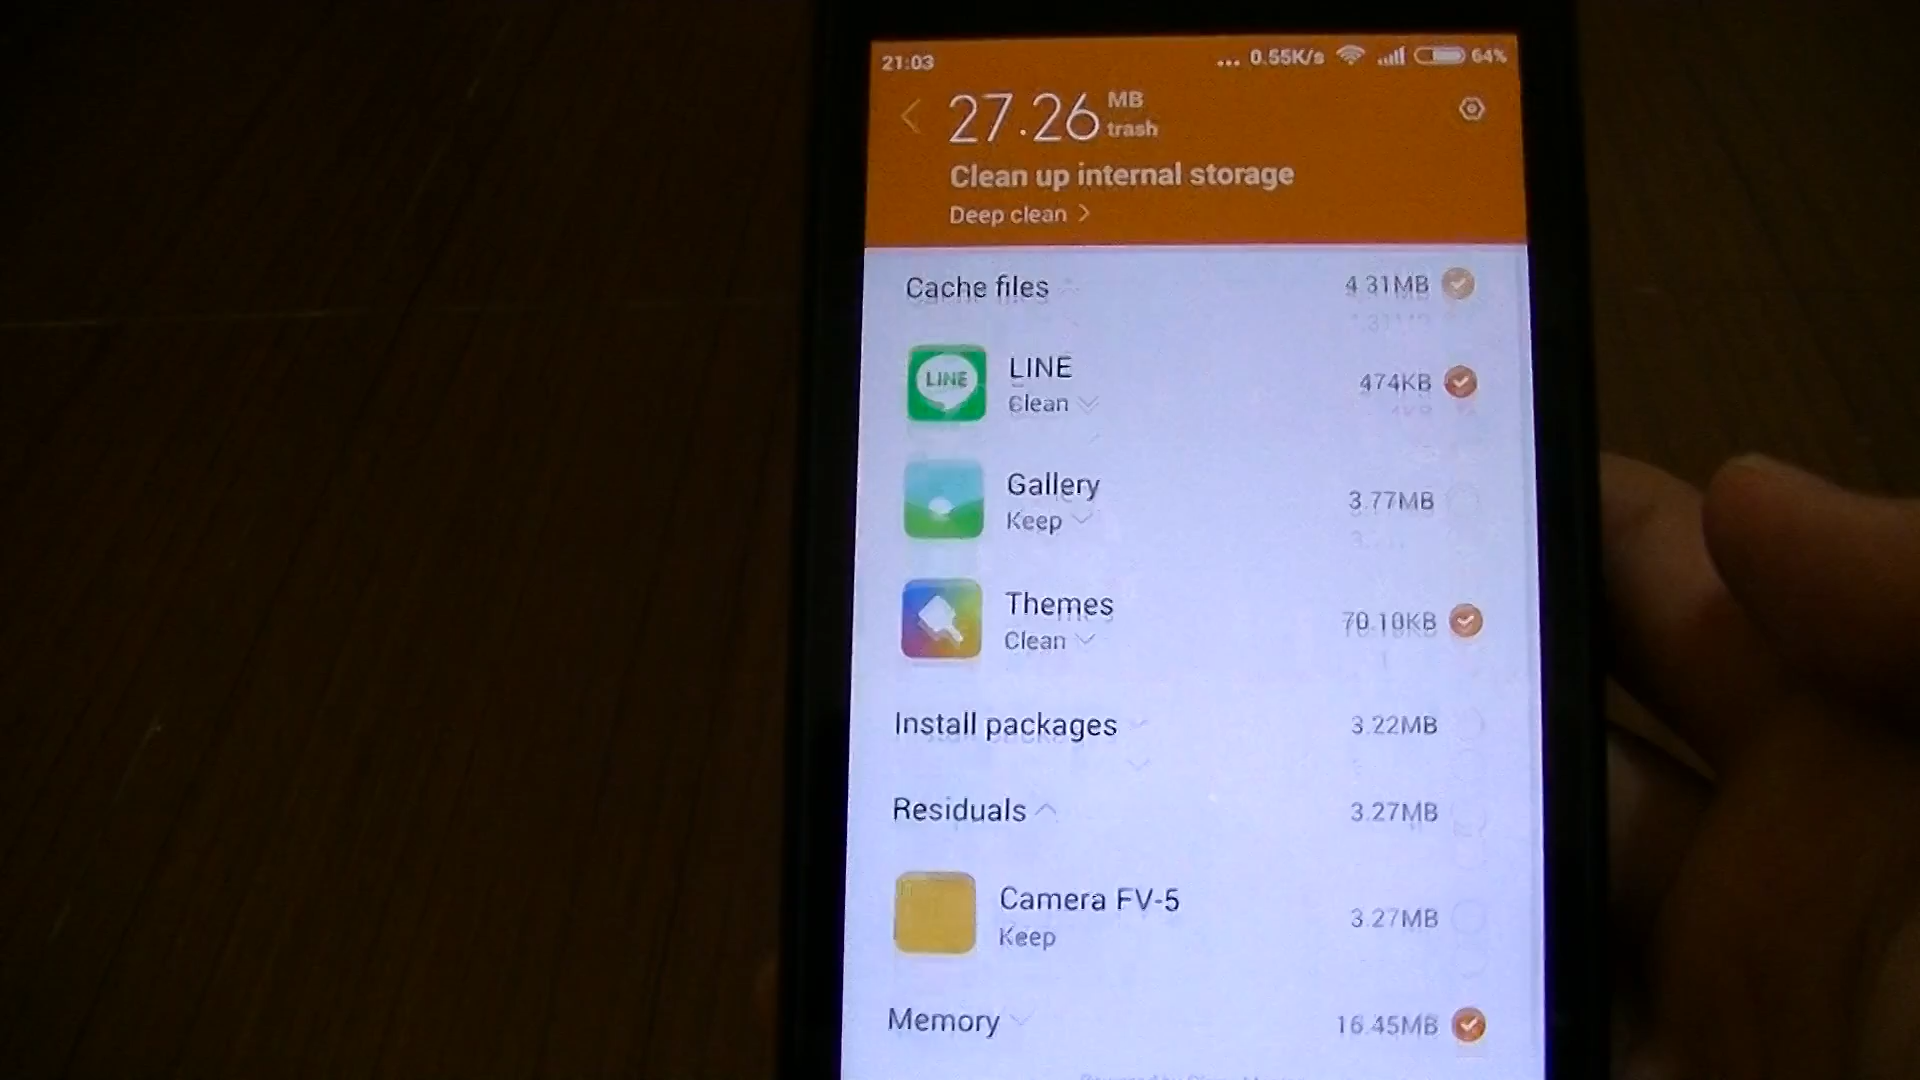 21:03 ... 0.55K/s 64%
27.26 MB
trash
Clean up internal storage
Deep clean >
Cache files 4.31MB
LINE
LINE 474KB
Clean
Gallery 3.77MB
Keep
Themes 70.10KB
Clean
Install packages 3.22MB
Residuals 3.27MB
Camera FV-5 3.27MB
Keep
Memory 16.45MB